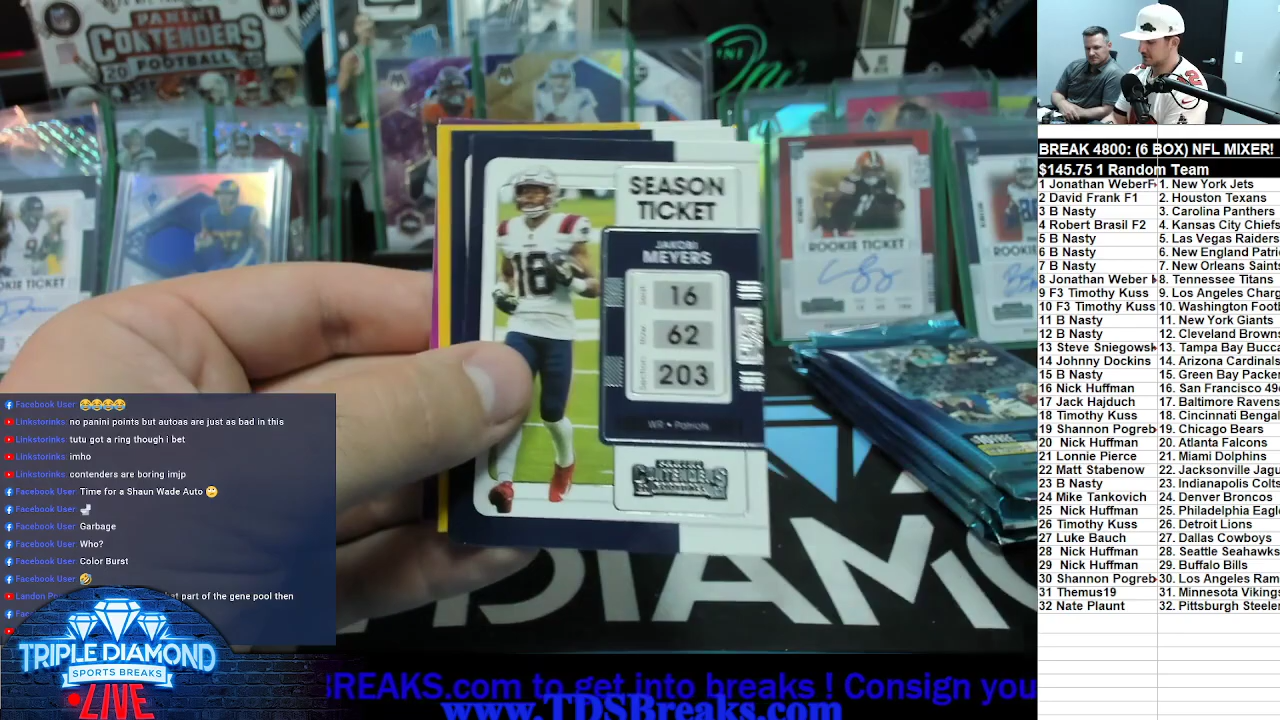 PANINI
CONTENDERS
FOOTBALL
SEASON
TICKET
JAKOBI
MEYERS
16
62
203
WR • Patriots
CONTENDERS
18
ROOKIE TICKET
DIAM
BREAK 4800: (6 BOX) NFL MIXER!
$145.75 1 Random Team
1 Jonathan WeberF 1. New York Jets
2 David Frank F1 2. Houston Texans
3 B Nasty 3. Carolina Panthers
4 Robert Brasil F2 4. Kansas City Chiefs
5 B Nasty 5. Las Vegas Raiders
6 B Nasty 6. New England Patri
7 B Nasty 7. New Orleans Saint
8 Jonathan Weber 8. Tennessee Titans
9 F3 Timothy Kuss 9. Los Angeles Charg
10 F3 Timothy Kuss 10. Washington Foot
11 B Nasty 11. New York Giants
12 B Nasty 12. Cleveland Brown
13 Steve Sniegowsk 13. Tampa Bay Bucca
14 Johnny Dockins 14. Arizona Cardinals
15 B Nasty 15. Green Bay Packer
16 Nick Huffman 16. San Francisco 49
17 Jack Hajduch 17. Baltimore Ravens
18 Timothy Kuss 18. Cincinnati Benga
19 Shannon Pogreb 19. Chicago Bears
20 Nick Huffman 20. Atlanta Falcons
21 Lonnie Pierce 21. Miami Dolphins
22 Matt Stabenow 22. Jacksonville Jag
23 B Nasty 23. Indianapolis Colts
24 Mike Tankovich 24. Denver Broncos
25 Nick Huffman 25. Philadelphia Eagl
26 Timothy Kuss 26. Detroit Lions
27 Luke Bauch 27. Dallas Cowboys
28 Nick Huffman 28. Seattle Seahawks
29 Nick Huffman 29. Buffalo Bills
30 Shannon Pogreb 30. Los Angeles Ram
31 Themus19 31. Minnesota Viking
32 Nate Plaunt 32. Pittsburgh Steele
Facebook User 😂😂😂😂
Linkstorinks no panini points but autoas are just as bad in this
Linkstorinks tutu got a ring though i bet
Linkstorinks imho
Linkstorinks contenders are boring imjp
Facebook User Time for a Shaun Wade Auto 🙄
Facebook User 🚽
Facebook User Garbage
Facebook User Who?
Facebook User Color Burst
Facebook User 🤣
Landon at part of the gene pool then
TRIPLE DIAMOND
SPORTS BREAKS
LIVE
BREAKS.com to get into breaks ! Consign you
www.TDSBreaks.com